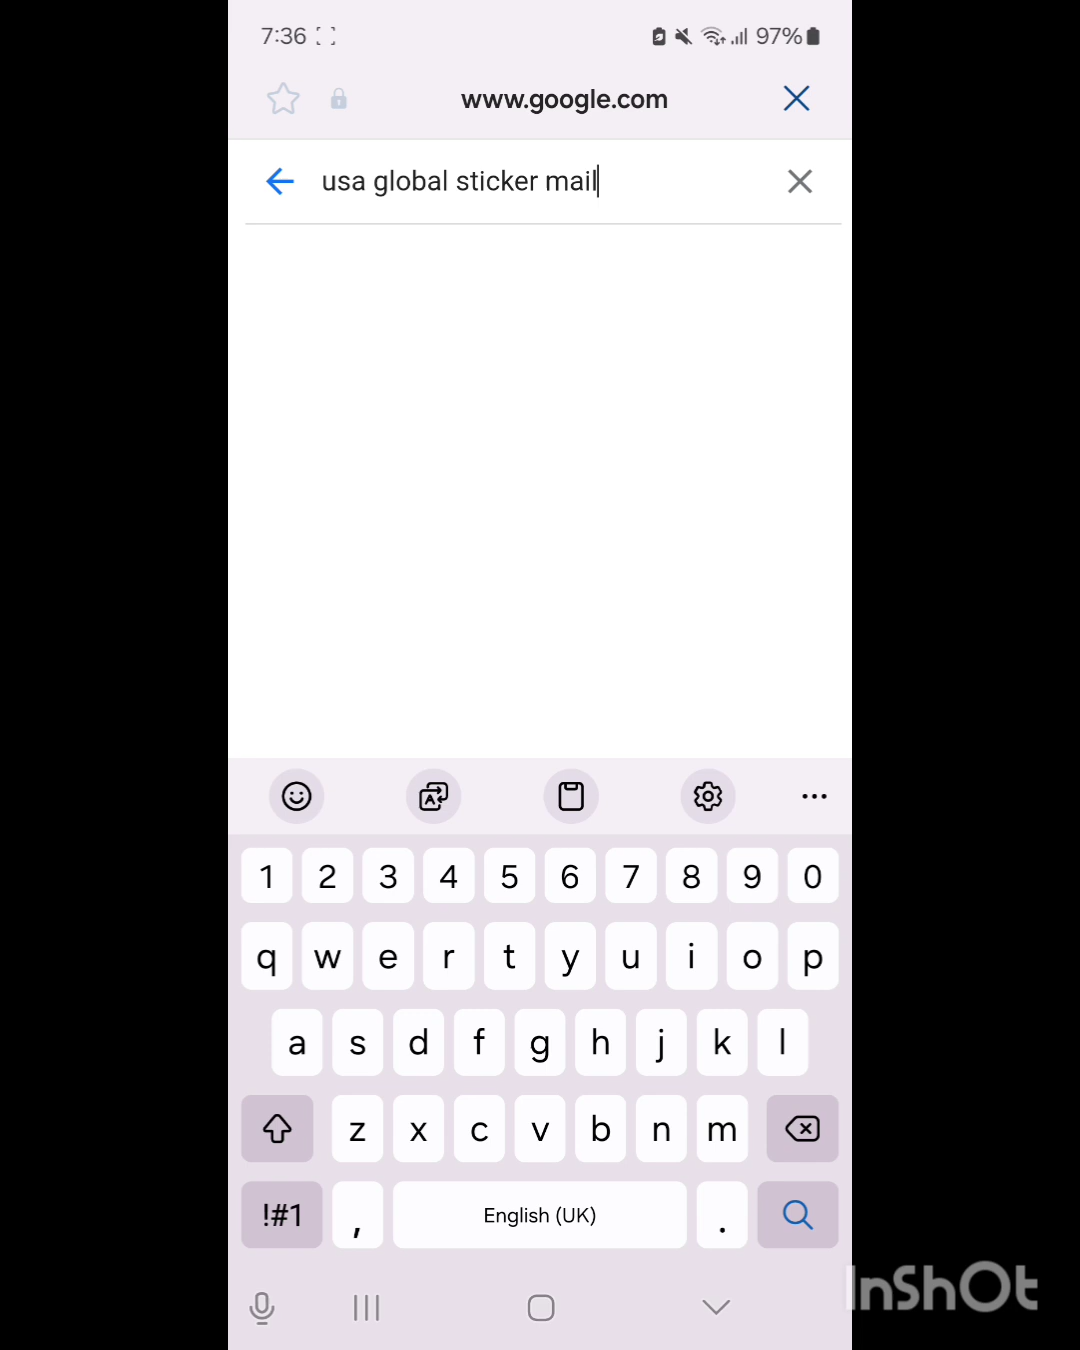 7:36 97%
www.google.com
usa global sticker mail
1 2 3 4 5 6 7 8 9 0
q w e r t y u i o p
a s d f g h j k l
z x c v b n m
!#1 , English (UK) .
InShOt